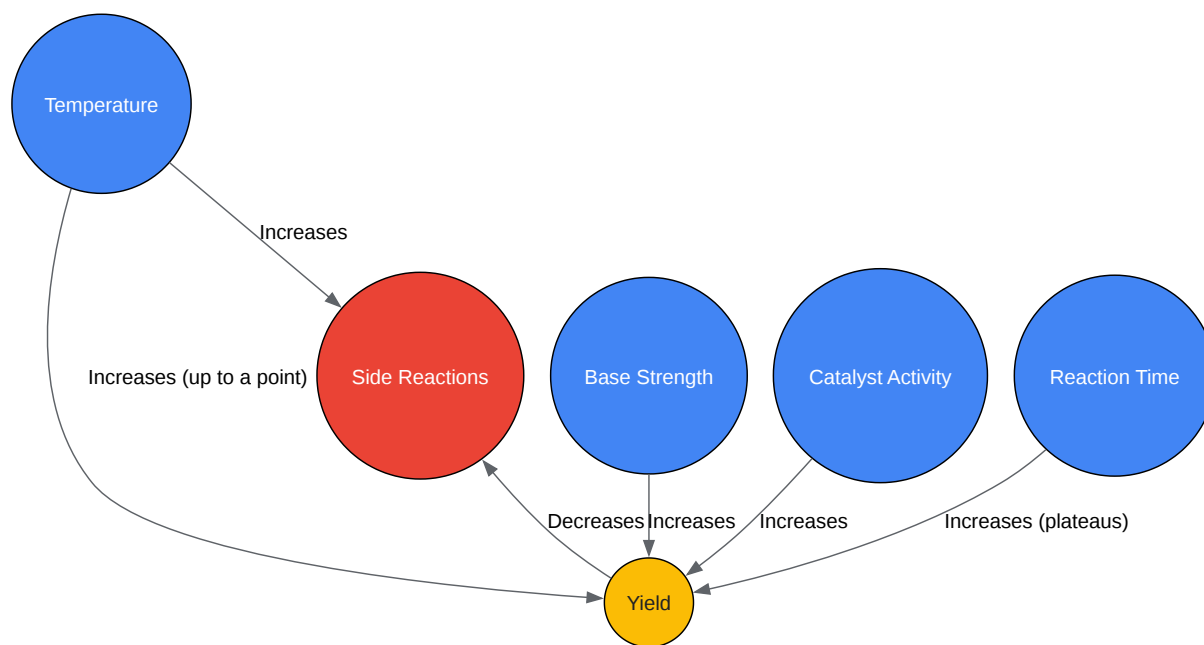 Temperature
Increases
Increases (up to a point)
Side Reactions
Base Strength
Catalyst Activity
Reaction Time
Decreases
Increases
Increases
Increases (plateaus)
Yield